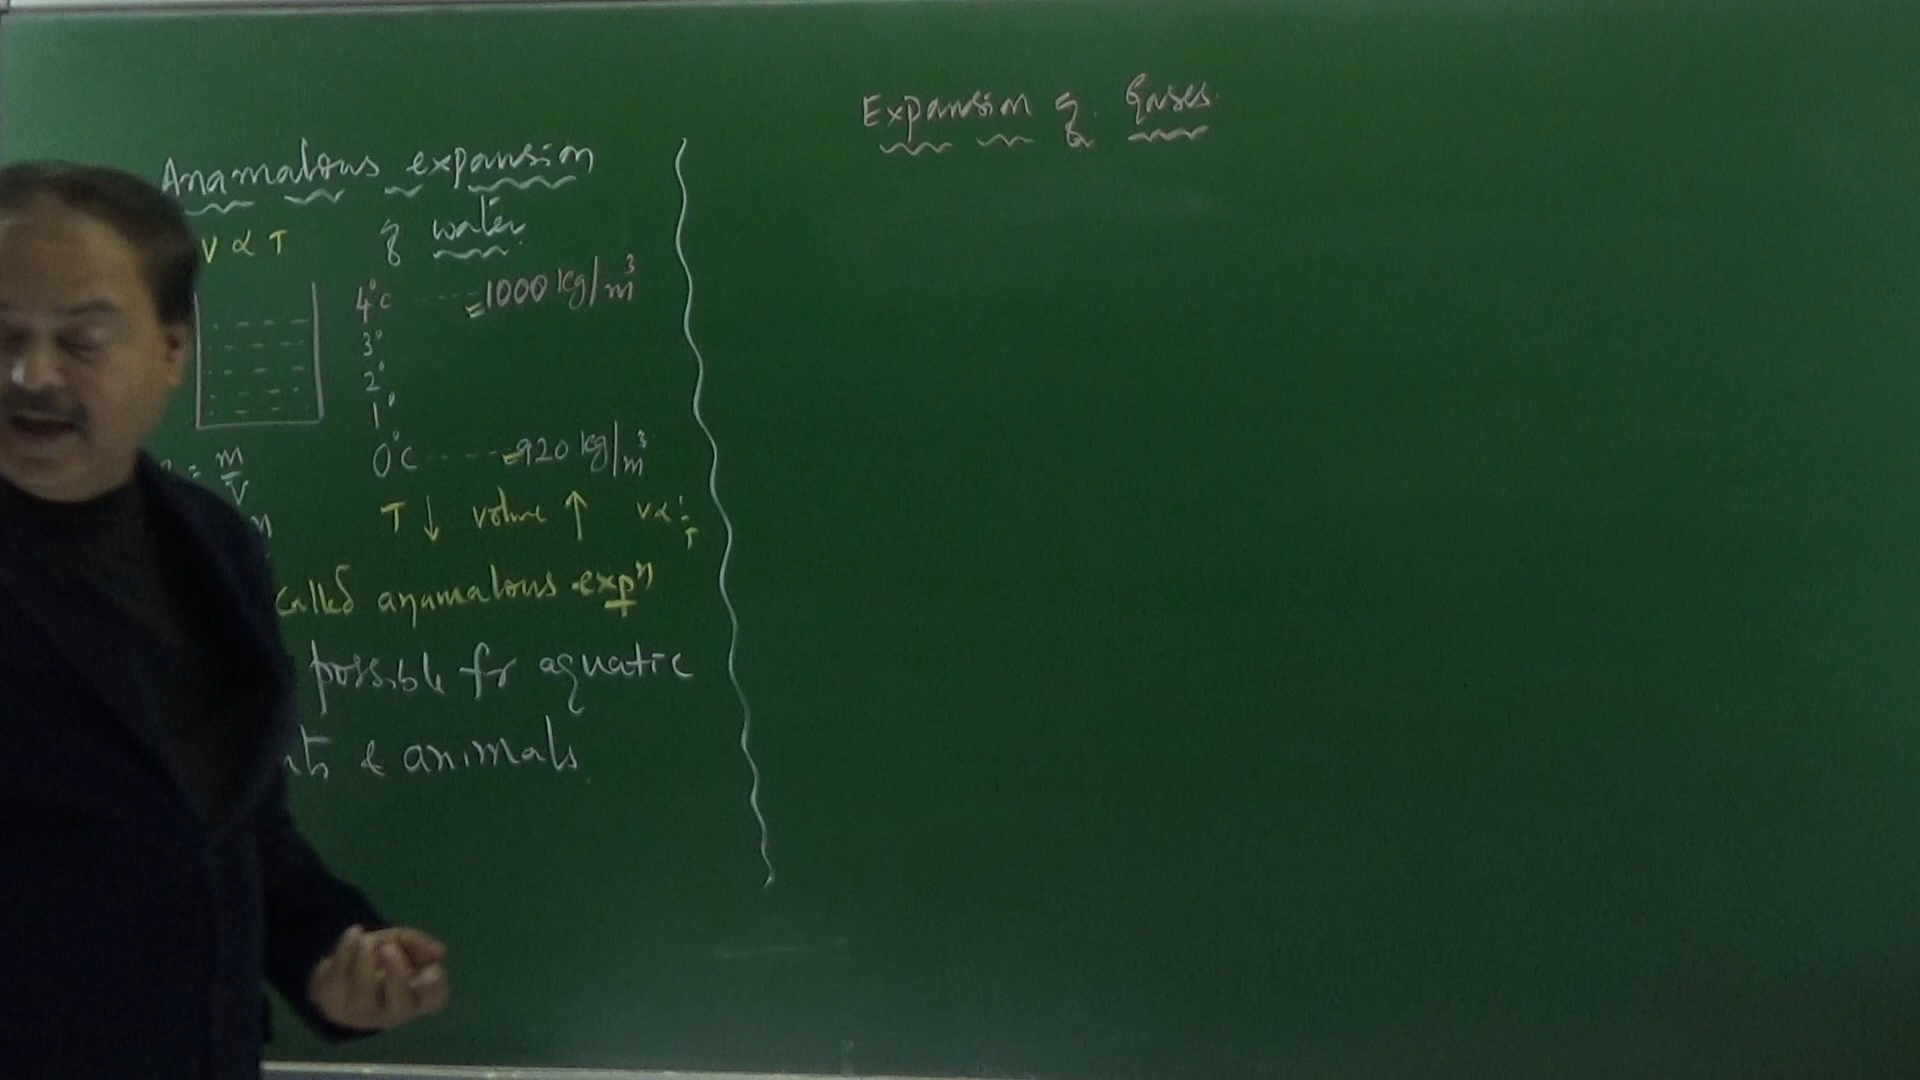 Anamalous expansion
of water
V ∝ T
4°C ---- = 1000 kg/m³
3°
2°
1°
0°C ---- = 920 kg/m³
= m/V
T ↓ volume ↑ V ∝ 1/T
called anamalous expⁿ
possible for aquatic
& animals
Expansion of Gases.